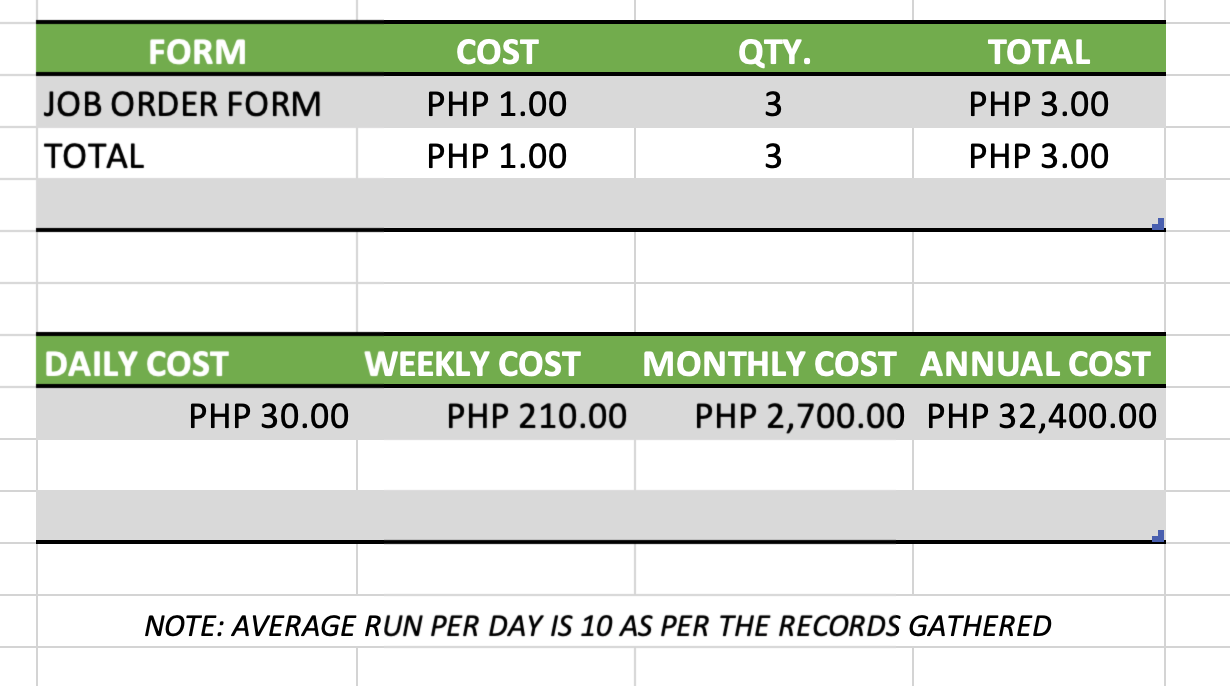 FORM COST QTY. TOTAL
JOB ORDER FORM PHP 1.00 3 PHP 3.00
TOTAL PHP 1.00 3 PHP 3.00
DAILY COST WEEKLY COST MONTHLY COST ANNUAL COST
PHP 30.00 PHP 210.00 PHP 2,700.00 PHP 32,400.00
NOTE: AVERAGE RUN PER DAY IS 10 AS PER THE RECORDS GATHERED